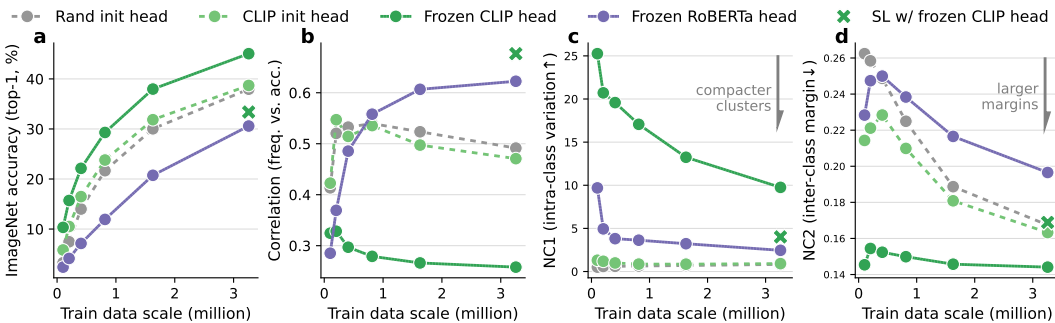 Rand init head
CLIP init head
Frozen CLIP head
Frozen RoBERTa head
SL w/ frozen CLIP head
a
ImageNet accuracy (top-1, %)
40
30
20
10
0
1
2
3
Train data scale (million)
b
Correlation (freq. vs. acc.)
0.6
0.5
0.4
0.3
0
1
2
3
Train data scale (million)
c
NC1 (intra-class variation↑)
25
20
15
10
5
0
compacter
clusters
0
1
2
3
Train data scale (million)
d
NC2 (inter-class margin↓)
0.26
0.24
0.22
0.20
0.18
0.16
0.14
larger
margins
0
1
2
3
Train data scale (million)